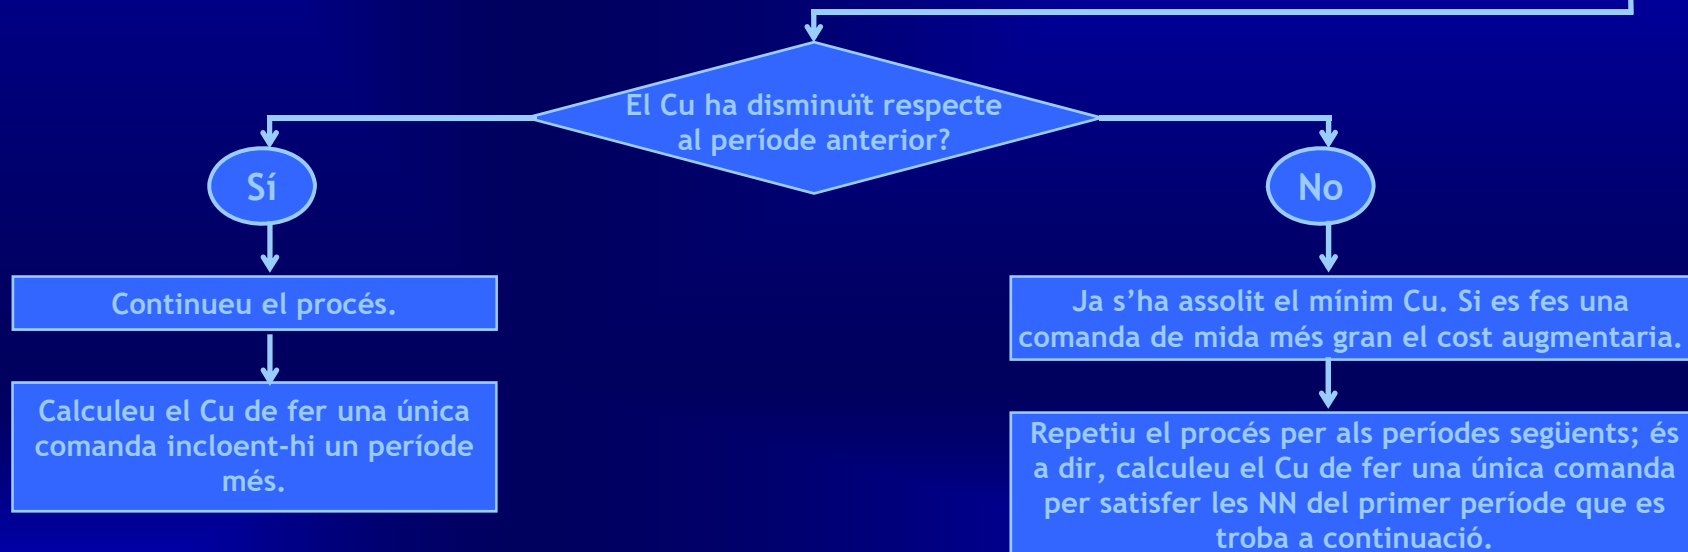 El Cu ha disminuït respecte
al període anterior?
Sí
No
Continueu el procés.
Calculeu el Cu de fer una única
comanda incloent-hi un període
més.
Ja s’ha assolit el mínim Cu. Si es fes una
comanda de mida més gran el cost augmentaria.
Repetiu el procés per als períodes següents; és
a dir, calculeu el Cu de fer una única comanda
per satisfer les NN del primer període que es
troba a continuació.